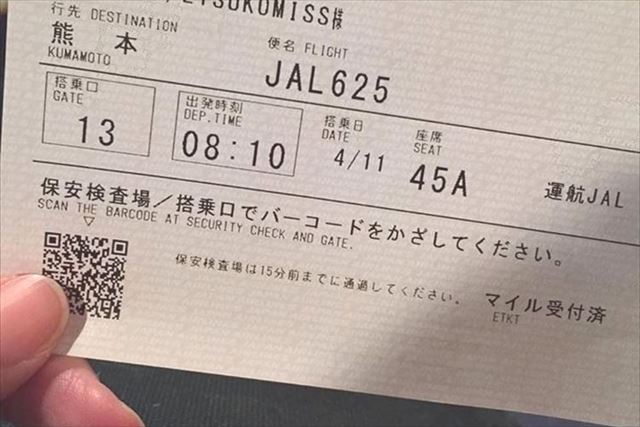 行先 DESTINATION
熊本
KUMAMOTO
便名 FLIGHT
JAL625
搭乗口
GATE
13
出発時刻
DEP.TIME
08:10
搭乗日
DATE
4/11
座席
SEAT
45A
運航JAL
保安検査場/搭乗口でバーコードをかざしてください。
SCAN THE BARCODE AT SECURITY CHECK AND GATE.
保安検査場は15分前までに通過してください。
マイル受付済
ETKT